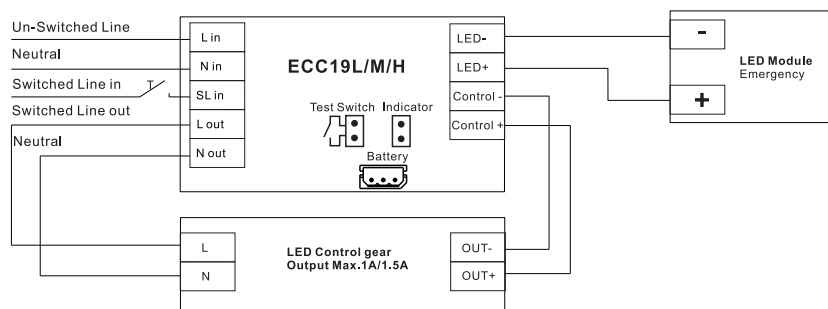 Un-Switched Line
Neutral
Switched Line in
Switched Line out
Neutral
L in
N in
SL in
L out
N out
ECC19L/M/H
Test Switch Indicator
Battery
LED-
LED+
Control -
Control +
-
+
LED Module
Emergency
L
N
LED Control gear
Output Max.1A/1.5A
OUT-
OUT+